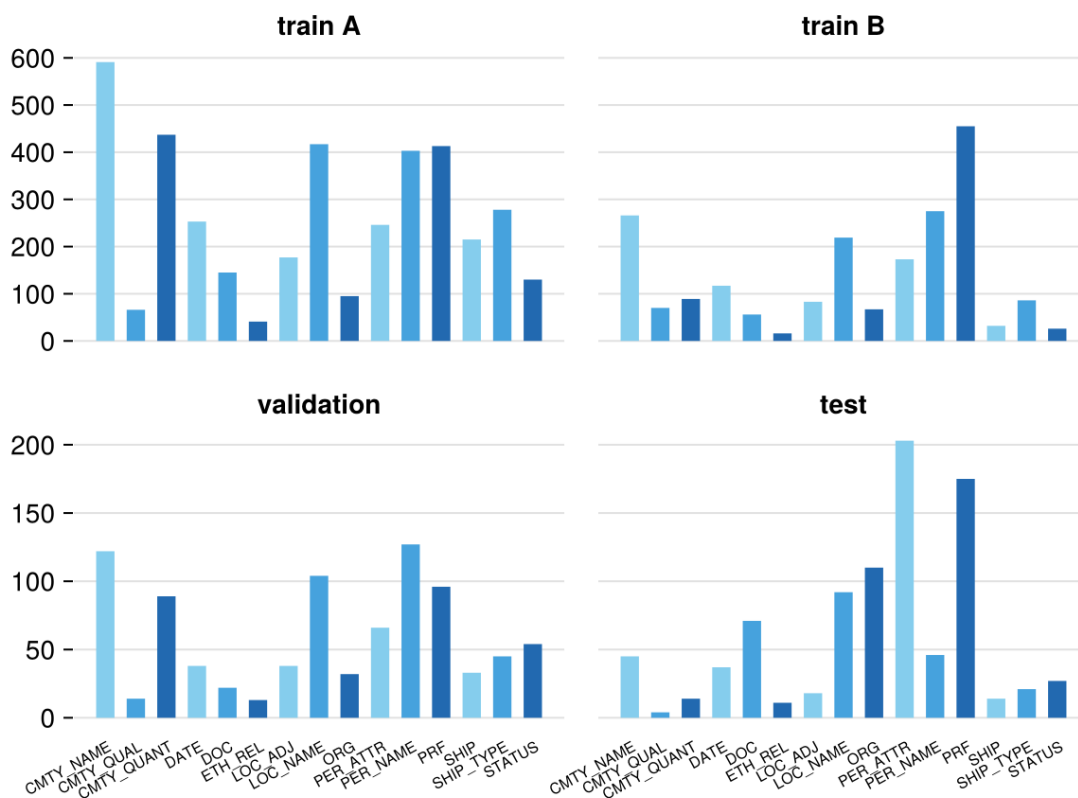 train A
train B
600
500
400
300
200
100
0
validation
test
200
150
100
50
0
CMTY_NAME
CMTY_QUAL
CMTY_QUANT
DATE
DOC
ETH_REL
LOC_ADJ
LOC_NAME
ORG
PER_ATTR
PER_NAME
PRF
SHIP
SHIP_TYPE
STATUS
CMTY_NAME
CMTY_QUAL
CMTY_QUANT
DATE
DOC
ETH_REL
LOC_ADJ
LOC_NAME
ORG
PER_ATTR
PER_NAME
PRF
SHIP
SHIP_TYPE
STATUS